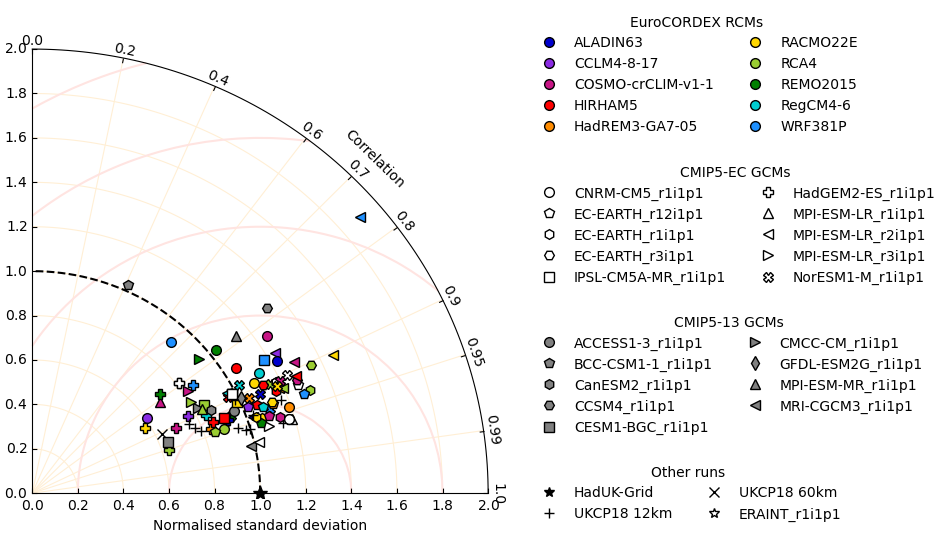 0.0
0.2
0.4
0.6
0.7
0.8
0.9
0.95
0.99
1.0
Correlation
2.0
1.8
1.6
1.4
1.2
1.0
0.8
0.6
0.4
0.2
0.0
0.0 0.2 0.4 0.6 0.8 1.0 1.2 1.4 1.6 1.8 2.0
Normalised standard deviation
EuroCORDEX RCMs
ALADIN63 RACMO22E
CCLM4-8-17 RCA4
COSMO-crCLIM-v1-1 REMO2015
HIRHAM5 RegCM4-6
HadREM3-GA7-05 WRF381P
CMIP5-EC GCMs
CNRM-CM5_r1i1p1 HadGEM2-ES_r1i1p1
EC-EARTH_r12i1p1 MPI-ESM-LR_r1i1p1
EC-EARTH_r1i1p1 MPI-ESM-LR_r2i1p1
EC-EARTH_r3i1p1 MPI-ESM-LR_r3i1p1
IPSL-CM5A-MR_r1i1p1 NorESM1-M_r1i1p1
CMIP5-13 GCMs
ACCESS1-3_r1i1p1 CMCC-CM_r1i1p1
BCC-CSM1-1_r1i1p1 GFDL-ESM2G_r1i1p1
CanESM2_r1i1p1 MPI-ESM-MR_r1i1p1
CCSM4_r1i1p1 MRI-CGCM3_r1i1p1
CESM1-BGC_r1i1p1
Other runs
HadUK-Grid UKCP18 60km
UKCP18 12km ERAINT_r1i1p1